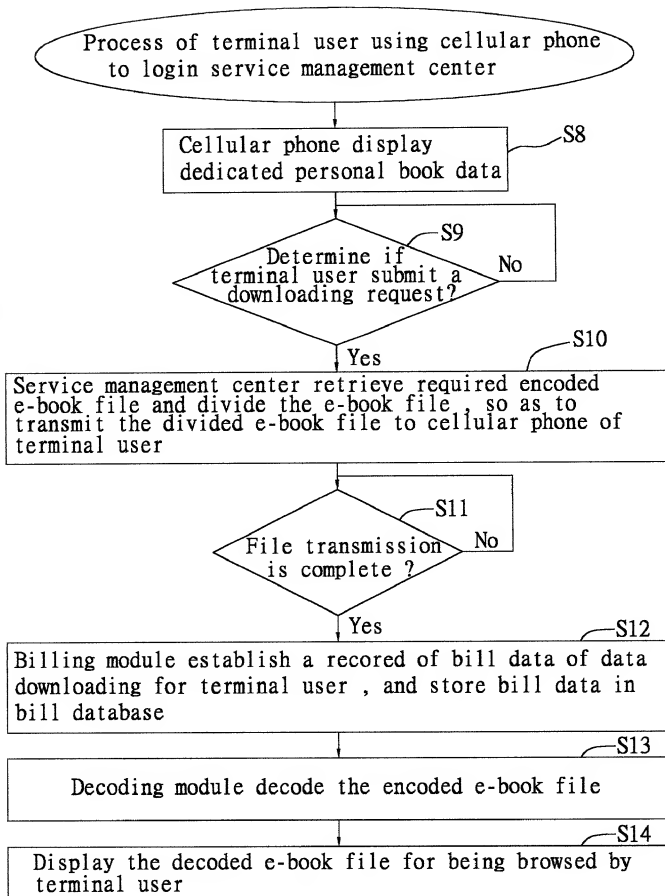 Process of terminal user using cellular phone
to login service management center
S8
Cellular phone display
dedicated personal book data
S9
Determine if
terminal user submit a
downloading request?
No
Yes
S10
Service management center retrieve required encoded
e-book file and divide the e-book file , so as to
transmit the divided e-book file to cellular phone of
terminal user
S11
File transmission
is complete ?
No
Yes
S12
Billing module establish a recored of bill data of data
downloading for terminal user , and store bill data in
bill database
S13
Decoding module decode the encoded e-book file
S14
Display the decoded e-book file for being browsed by
terminal user